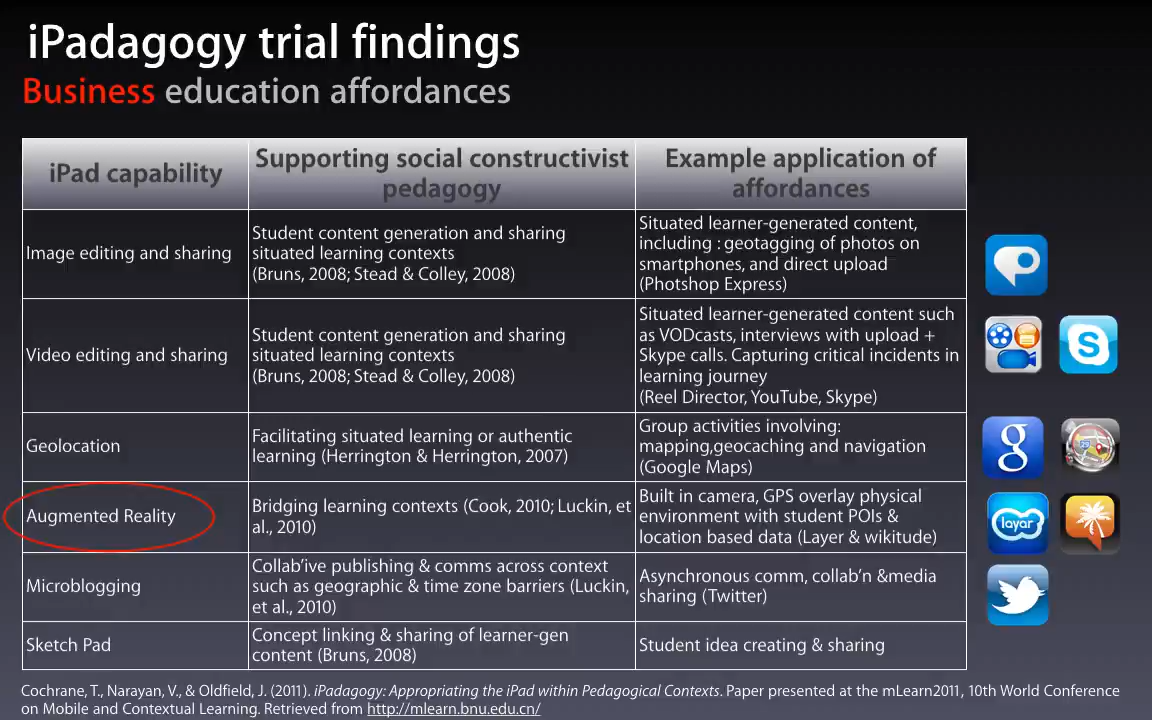 iPadagogy trial findings
Business education affordances
iPad capability
Supporting social constructivist
pedagogy
Example application of
affordances
Image editing and sharing
Student content generation and sharing
situated learning contexts
(Bruns, 2008; Stead & Colley, 2008)
Situated learner-generated content,
including : geotagging of photos on
smartphones, and direct upload
(Photshop Express)
Video editing and sharing
Student content generation and sharing
situated learning contexts
(Bruns, 2008; Stead & Colley, 2008)
Situated learner-generated content such
as VODcasts, interviews with upload +
Skype calls. Capturing critical incidents in
learning journey
(Reel Director, YouTube, Skype)
Geolocation
Facilitating situated learning or authentic
learning (Herrington & Herrington, 2007)
Group activities involving:
mapping,geocaching and navigation
(Google Maps)
Augmented Reality
Bridging learning contexts (Cook, 2010; Luckin, et
al., 2010)
Built in camera, GPS overlay physical
environment with student POIs &
location based data (Layer & wikitude)
layar
Microblogging
Collab’ive publishing & comms across context
such as geographic & time zone barriers (Luckin,
et al., 2010)
Asynchronous comm, collab’n &media
sharing (Twitter)
Sketch Pad
Concept linking & sharing of learner-gen
content (Bruns, 2008)
Student idea creating & sharing
Cochrane, T., Narayan, V., & Oldfield, J. (2011). iPadagogy: Appropriating the iPad within Pedagogical Contexts. Paper presented at the mLearn2011, 10th World Conference
on Mobile and Contextual Learning. Retrieved from http://mlearn.bnu.edu.cn/